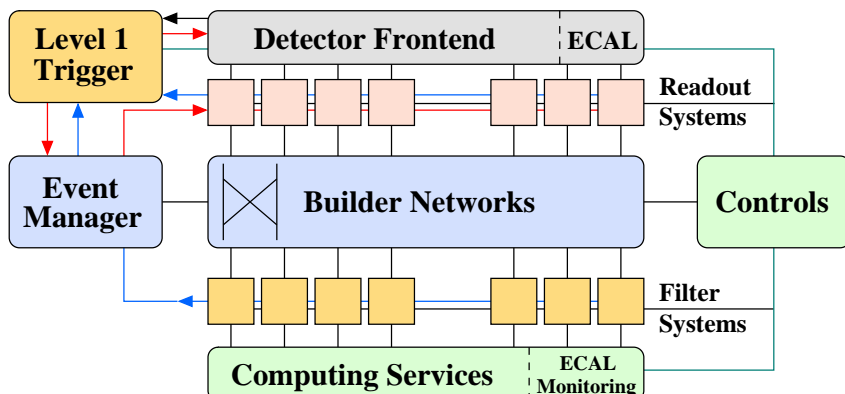 Level 1
Trigger
Detector Frontend
ECAL
Readout
Systems
Event
Manager
Builder Networks
Controls
Filter
Systems
Computing Services
ECAL
Monitoring